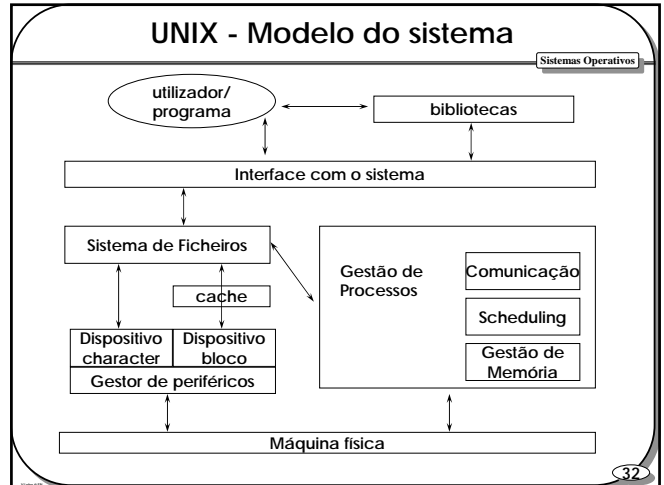 UNIX - Modelo do sistema
Sistemas Operativos
utilizador/
programa
bibliotecas
Interface com o sistema
Sistema de Ficheiros
Gestão de
Processos
Comunicação
cache
Scheduling
Dispositivo
character
Dispositivo
bloco
Gestão de
Memória
Gestor de periféricos
Máquina física
32